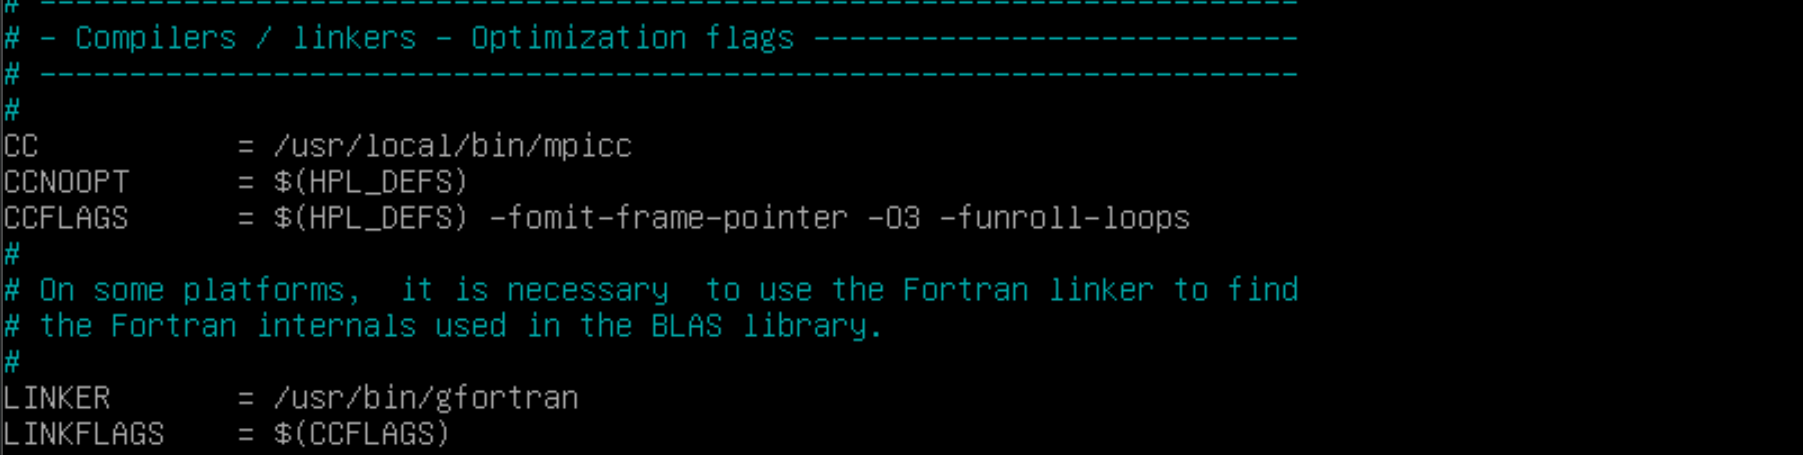 # ----------------------------------------------------------------------
# - Compilers / linkers - Optimization flags ---------------------------
# ----------------------------------------------------------------------
#
CC           = /usr/local/bin/mpicc
CCNOOPT      = $(HPL_DEFS)
CCFLAGS      = $(HPL_DEFS) -fomit-frame-pointer -O3 -funroll-loops
#
# On some platforms,  it is necessary  to use the Fortran linker to find
# the Fortran internals used in the BLAS library.
#
LINKER       = /usr/bin/gfortran
LINKFLAGS    = $(CCFLAGS)